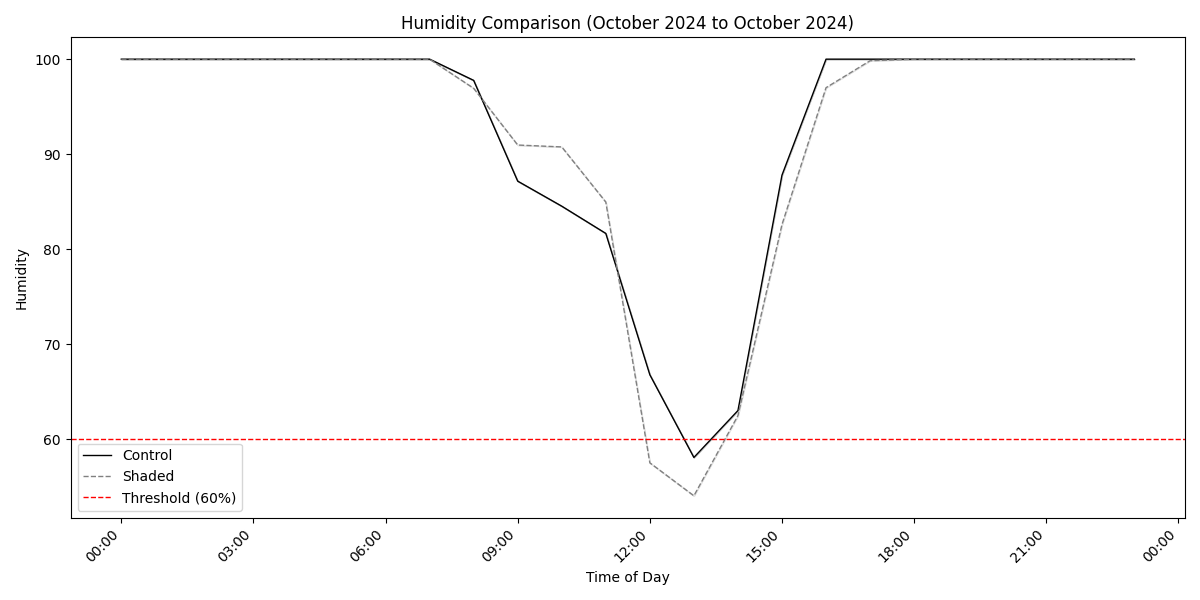 Humidity Comparison (October 2024 to October 2024)
100
90
80
70
60
Humidity
Control
Shaded
Threshold (60%)
00:00
03:00
06:00
09:00
12:00
15:00
18:00
21:00
00:00
Time of Day